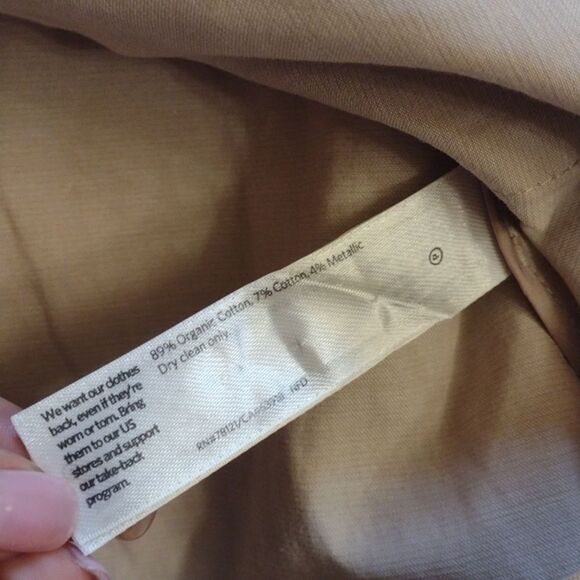 89% Organic Cotton, 7% Cotton, 4% Metallic
Dry clean only.
P
HFD
We want our clothes
back, even if they're
worn or torn. Bring
them to our US
stores and support
our take-back
program.